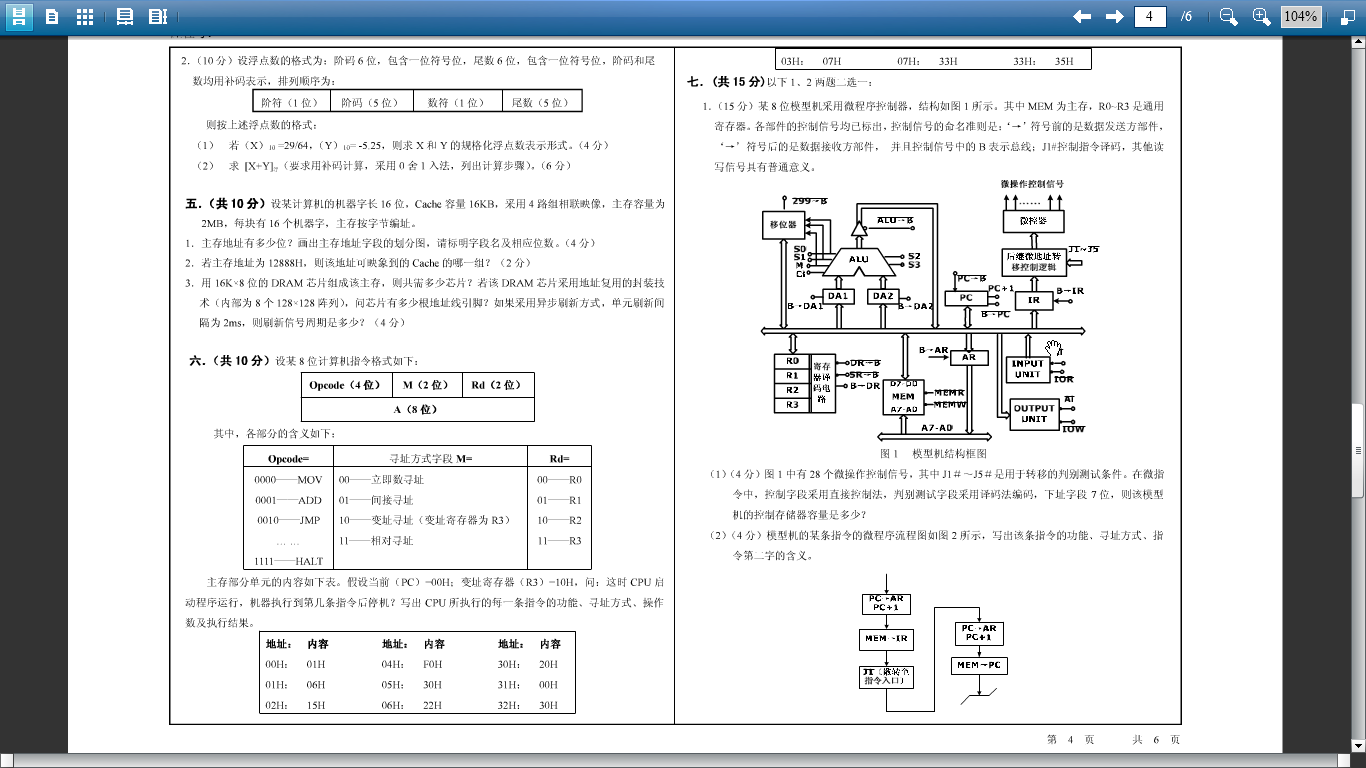 4 /6 104%
2.（10 分）设浮点数的格式为：阶码 6 位，包含一位符号位，尾数 6 位，包含一位符号位，阶码和尾
数均用补码表示，排列顺序为：
阶符（1 位） 阶码（5 位） 数符（1 位） 尾数（5 位）
则按上述浮点数的格式：
（1） 若（X）10 =29/64,（Y）10= -5.25，则求 X 和 Y 的规格化浮点数表示形式。（4 分）
（2） 求 [X+Y]浮（要求用补码计算，采用 0 舍 1 入法，列出计算步骤）。（6 分）
五．（共 10 分）设某计算机的机器字长 16 位，Cache 容量 16KB，采用 4 路组相联映像，主存容量为
2MB，每块有 16 个机器字，主存按字节编址。
1．主存地址有多少位？画出主存地址字段的划分图，请标明字段名及相应位数。（4 分）
2．若主存地址为 12888H，则该地址可映象到的 Cache 的哪一组？（2 分）
3．用 16K×8 位的 DRAM 芯片组成该主存，则共需多少芯片？若该 DRAM 芯片采用地址复用的封装技
术（内部为 8 个 128×128 阵列），问芯片有多少根地址线引脚？如果采用异步刷新方式，单元刷新间
隔为 2ms，则刷新信号周期是多少？（4 分）
六．（共 10 分）设某 8 位计算机指令格式如下：
Opcode（4 位） M（2 位） Rd（2 位）
A（8 位）
其中，各部分的含义如下：
Opcode= 寻址方式字段 M= Rd=
0000——MOV 00——立即数寻址 00——R0
0001——ADD 01——间接寻址 01——R1
0010——JMP 10——变址寻址（变址寄存器为 R3） 10——R2
… … 11——相对寻址 11——R3
1111——HALT
主存部分单元的内容如下表。假设当前（PC）=00H；变址寄存器（R3）=10H，问：这时 CPU 启
动程序运行，机器执行到第几条指令后停机？写出 CPU 所执行的每一条指令的功能、寻址方式、操作
数及执行结果。
地址： 内容 地址： 内容 地址： 内容
00H： 01H 04H： F0H 30H： 20H
01H： 06H 05H： 30H 31H： 00H
02H： 15H 06H： 22H 32H： 30H
03H： 07H 07H： 33H 33H： 35H
七．（共 15 分)以下 1、2 两题二选一：
1.（15 分）某 8 位模型机采用微程序控制器，结构如图 1 所示。其中 MEM 为主存，R0~R3 是通用
寄存器。各部件的控制信号均已标出，控制信号的命名准则是：‘→’符号前的是数据发送方部件，
‘→’符号后的是数据接收方部件， 并且控制信号中的 B 表示总线；J1#控制指令译码，其他读
写信号具有普通意义。
微操作控制信号
299→B
ALU→B
移位器
……
微控器
S0
S1
M
Ci
ALU
S2
S3
后继微地址转
移控制逻辑
J1~J5
PC→B
PC+1
DA1 DA2 PC IR B→IR
B→DA1 B→DA2 B→PC
B→AR AR
R0
R1
R2
R3
寄存
器译
码电
路
DR→B
SR→B
B→DR
D7-D0
MEM
A7-A0
MEMR
MEMW
INPUT
UNIT
IOR
AI
OUTPUT
UNIT
IOW
A7-A0
图 1 模型机结构框图
（1）（4 分）图 1 中有 28 个微操作控制信号，其中 J1＃～J5＃是用于转移的判别测试条件。在微指
令中，控制字段采用直接控制法，判别测试字段采用译码法编码，下址字段 7 位，则该模型
机的控制存储器容量是多少？
（2）（4 分）模型机的某条指令的微程序流程图如图 2 所示，写出该条指令的功能、寻址方式、指
令第二字的含义。
PC→AR
PC+1
MEM→IR
J1（散转至
指令入口）
PC→AR
PC+1
MEM→PC
第 4 页 共 6 页